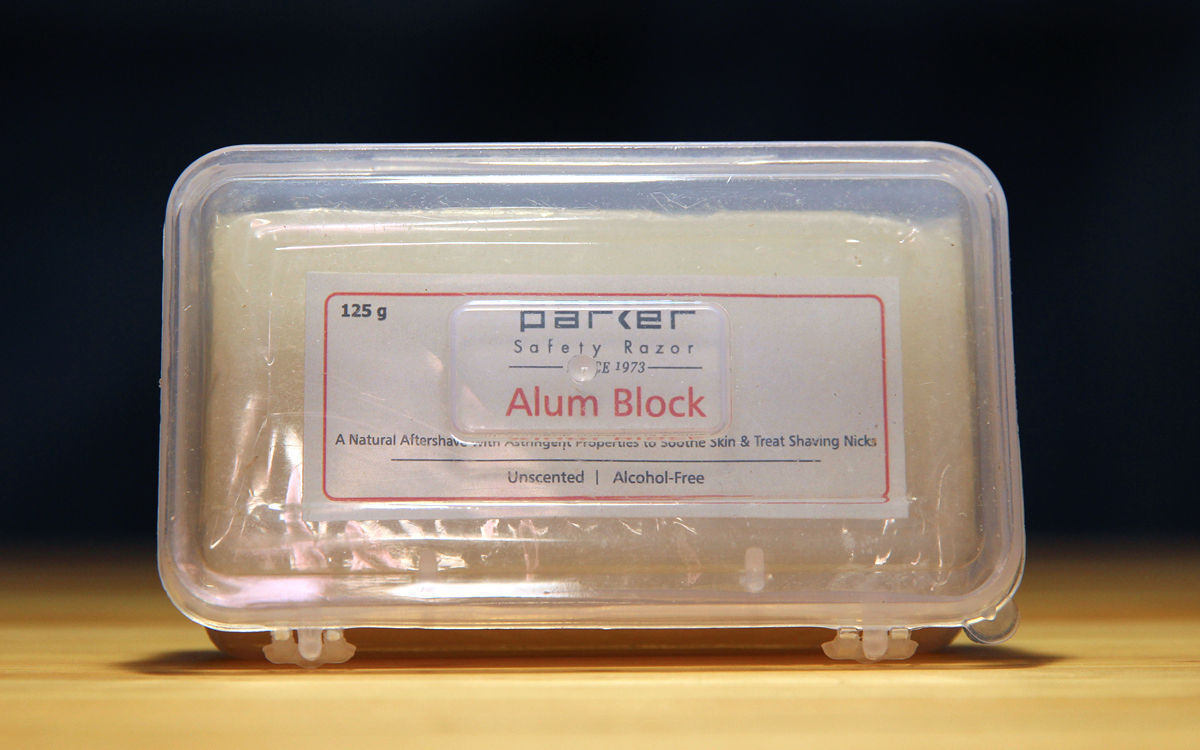 125 g
parker
Safety Razor
SINCE 1973
Alum Block
A Natural Aftershave with Astringent Properties to Soothe Skin & Treat Shaving Nicks
Unscented | Alcohol-Free